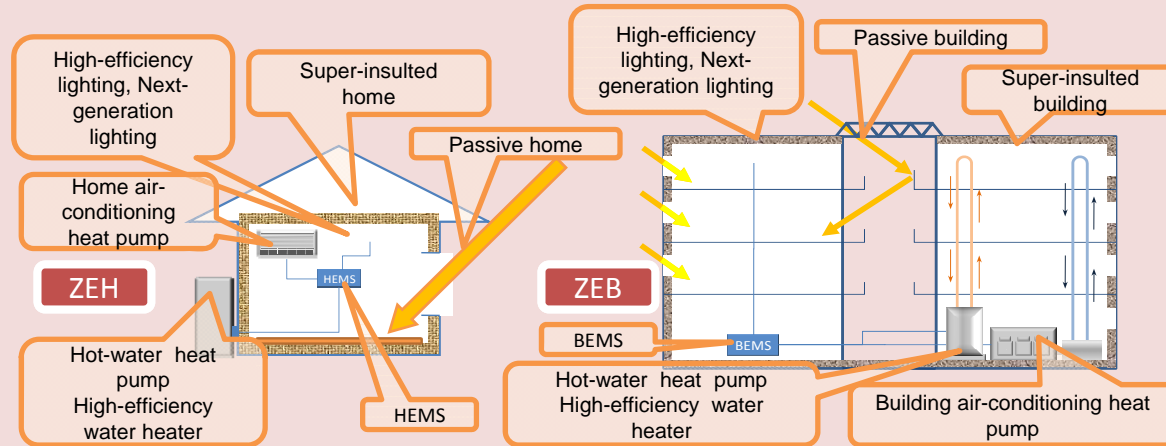 High-efficiency
lighting, Next-
generation
lighting
Super-insulted
home
Passive home
Home air-
conditioning
heat pump
HEMS
ZEH
Hot-water heat
pump
High-efficiency
water heater
HEMS
High-efficiency
lighting, Next-
generation lighting
Passive building
Super-insulted
building
ZEB
BEMS
BEMS
Hot-water heat pump
High-efficiency water
heater
Building air-conditioning heat
pump